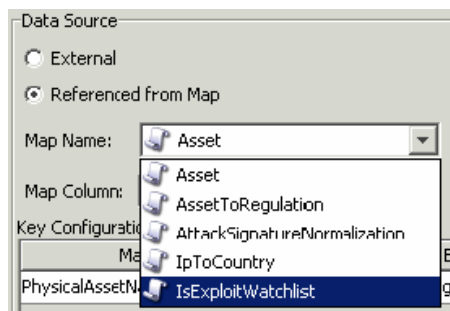 Data Source
External
Referenced from Map
Map Name: Asset
Asset
Map Column:
AssetToRegulation
Key Configuratio
AttackSignatureNormalization
Ma
IpToCountry
E
PhysicalAssetN
IsExploitWatchlist
g